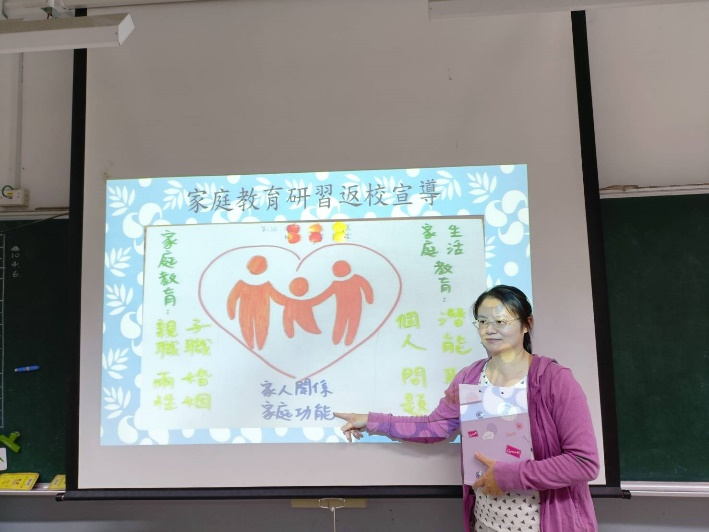 家庭教育研習返校宣導
家庭教育：
親職
子職
兩性
婚姻
家人關係
家庭功能
生活
家庭
教育：
個人
潛能
問題